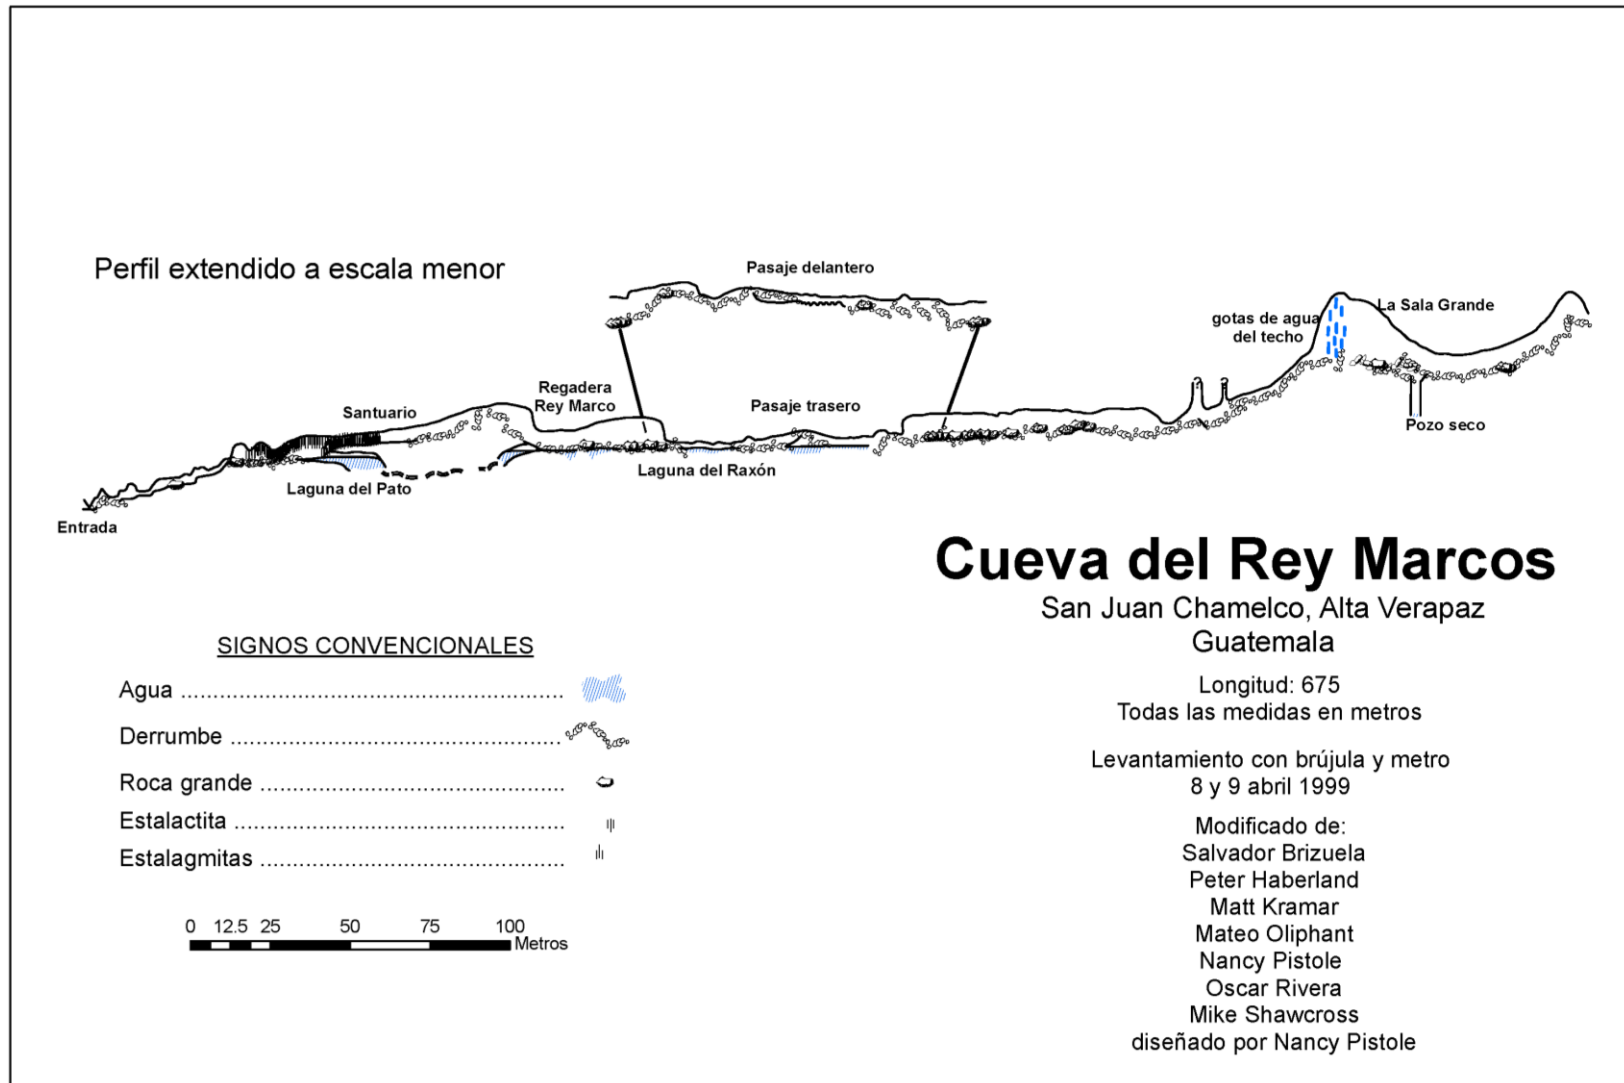 Perfil extendido a escala menor
Pasaje delantero
gotas de agua
del techo
La Sala Grande
Regadera
Rey Marco
Santuario
Pasaje trasero
? ?
Pozo seco
Laguna del Raxón
Laguna del Pato
Entrada
Cueva del Rey Marcos
San Juan Chamelco, Alta Verapaz
Guatemala
Longitud: 675
Todas las medidas en metros
Levantamiento con brújula y metro
8 y 9 abril 1999
Modificado de:
Salvador Brizuela
Peter Haberland
Matt Kramar
Mateo Oliphant
Nancy Pistole
Oscar Rivera
Mike Shawcross
diseñado por Nancy Pistole
SIGNOS CONVENCIONALES
Agua ............................................................
Derrumbe ....................................................
Roca grande ...............................................
Estalactita ...................................................
Estalagmitas ...............................................
0 12.5 25 50 75 100
Metros